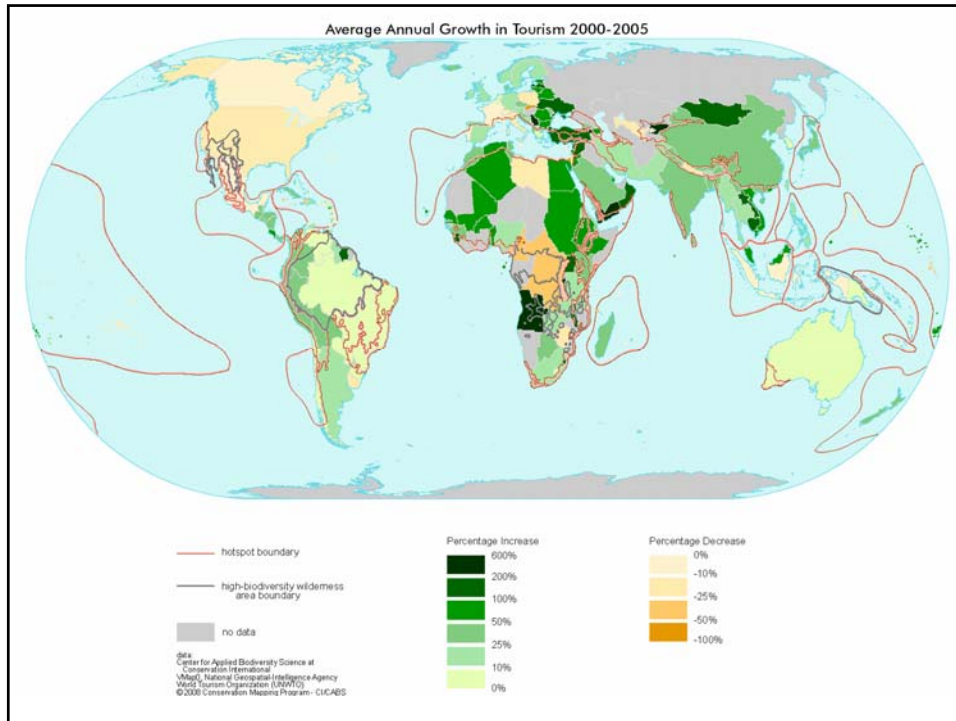 Average Annual Growth in Tourism 2000-2005
hotspot boundary
high-biodiversity wilderness
area boundary
no data
data:
Center for Applied Biodiversity Science at
Conservation International
VMap0, National Geospatial-Intelligence Agency
World Tourism Organization (UNWTO)
©2008 Conservation Mapping Program - CI/CABS
Percentage Increase
600%
200%
100%
50%
25%
10%
0%
Percentage Decrease
0%
-10%
-25%
-50%
-100%